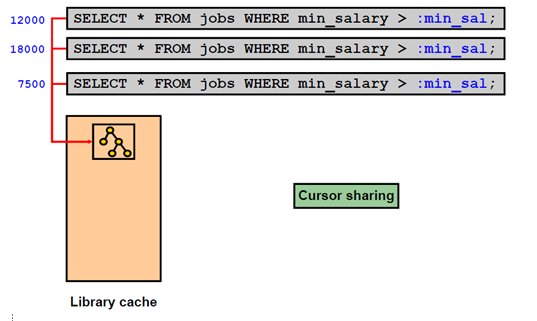 12000 SELECT * FROM jobs WHERE min_salary > :min_sal;
18000 SELECT * FROM jobs WHERE min_salary > :min_sal;
7500 SELECT * FROM jobs WHERE min_salary > :min_sal;
Cursor sharing
Library cache